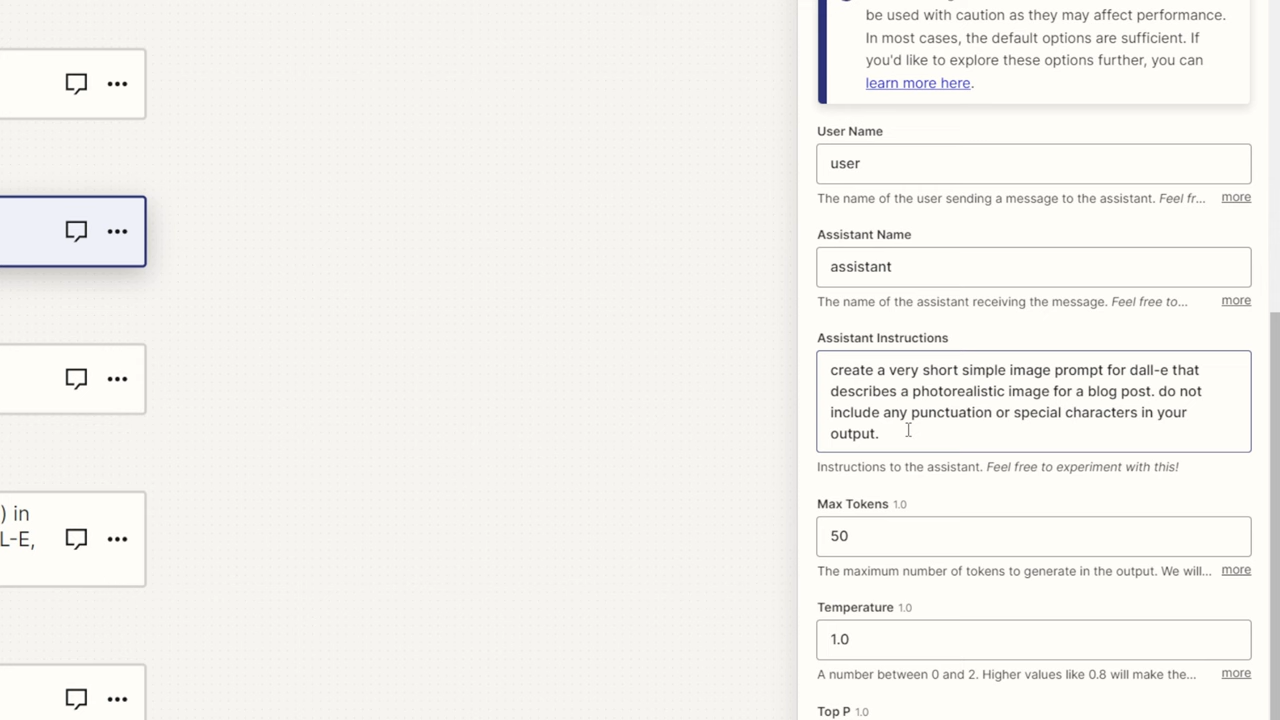 be used with caution as they may affect performance.
In most cases, the default options are sufficient. If
you'd like to explore these options further, you can
learn more here.
User Name
user
The name of the user sending a message to the assistant. Feel fr... more
Assistant Name
assistant
The name of the assistant receiving the message. Feel free to... more
Assistant Instructions
create a very short simple image prompt for dall-e that
describes a photorealistic image for a blog post. do not
include any punctuation or special characters in your
output.
Instructions to the assistant. Feel free to experiment with this!
) in
L-E,
Max Tokens 1.0
50
The maximum number of tokens to generate in the output. We will... more
Temperature 1.0
1.0
A number between 0 and 2. Higher values like 0.8 will make the... more
Top P 1.0